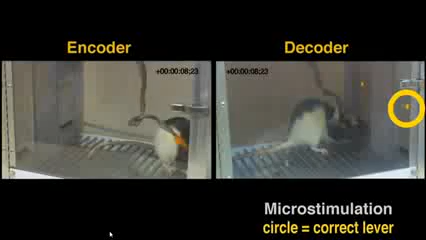 Encoder
Decoder
+00:00:08;23
+00:00:08;23
Microstimulation
circle = correct lever